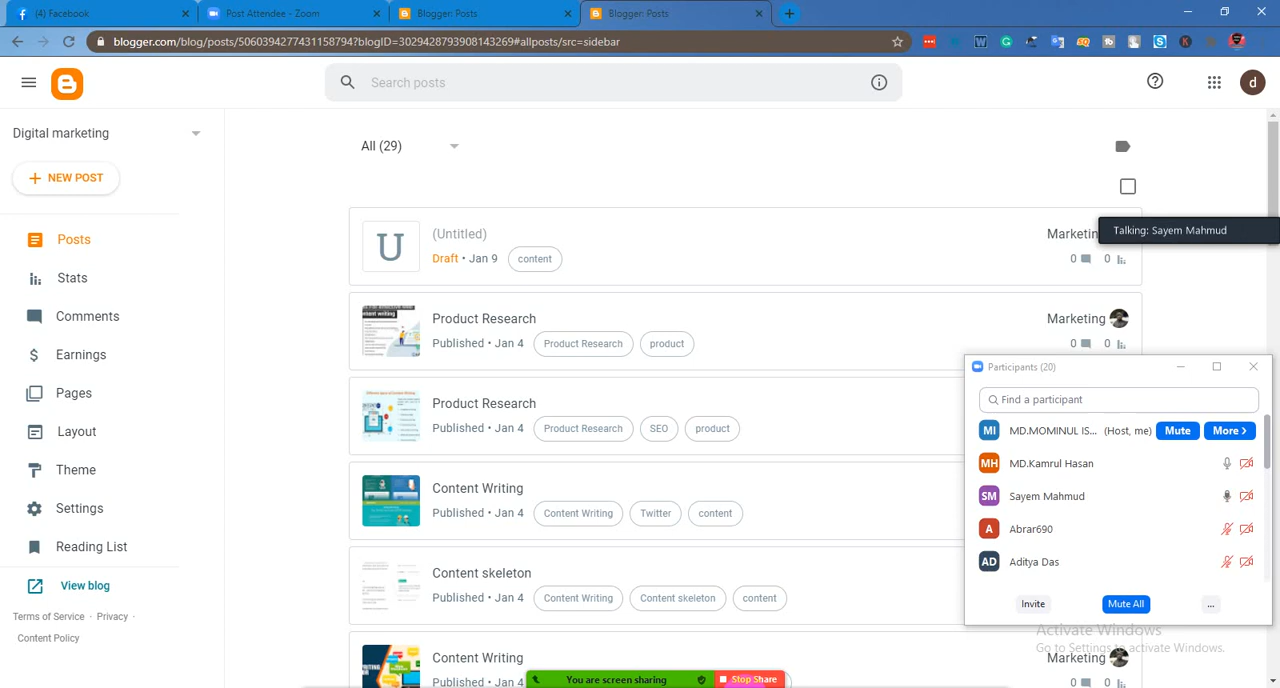 (4) Facebook
Post Attendee - Zoom
Blogger: Posts
Blogger: Posts
blogger.com/blog/posts/5060394277431158794?blogID=3029428793908143269#allposts/src=sidebar
Search posts
d
Digital marketing
NEW POST
Posts
Stats
Comments
Earnings
Pages
Layout
Theme
Settings
Reading List
View blog
Terms of Service · Privacy ·
Content Policy
All (29)
U
(Untitled)
Draft • Jan 9
content
Marketin
0
0
Talking: Sayem Mahmud
Product Research
Published • Jan 4
Product Research
product
Marketing
0
0
Product Research
Published • Jan 4
Product Research
SEO
product
Content Writing
Published • Jan 4
Content Writing
Twitter
content
Content skeleton
Published • Jan 4
Content Writing
Content skeleton
content
Content Writing
Published • Jan 4
Marketing
0
0
Participants (20)
Find a participant
MI
MD.MOMINUL IS... (Host, me)
Mute
More
MH
MD.Kamrul Hasan
SM
Sayem Mahmud
A
Abrar690
AD
Aditya Das
Invite
Mute All
...
Activate Windows
Go to Settings to activate Windows.
You are screen sharing
Stop Share